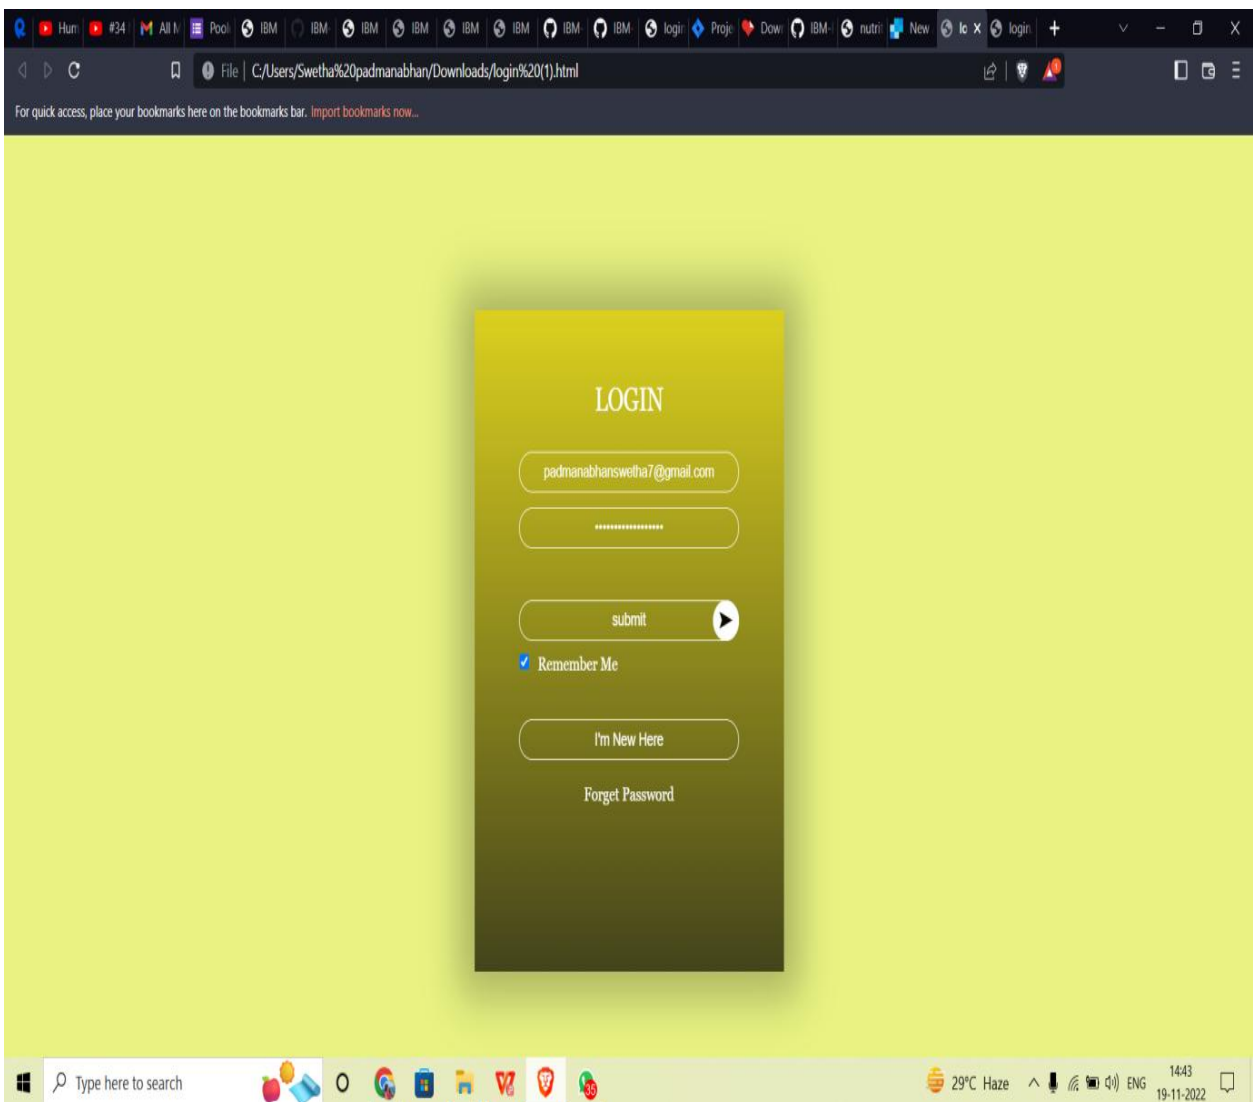 Hum #34 M All M Pooli IBM IBM- IBM IBM IBM IBM IBM- IBM- login Proje Dow IBM-I nutri New lo X login +
File | C:/Users/Swetha%20padmanabhan/Downloads/login%20(1).html
For quick access, place your bookmarks here on the bookmarks bar. Import bookmarks now...
LOGIN
padmanabhanswetha7@gmail.com
••••••••••••••••••
submit
Remember Me
I'm New Here
Forget Password
Type here to search 35 29°C Haze ENG 14:43
19-11-2022